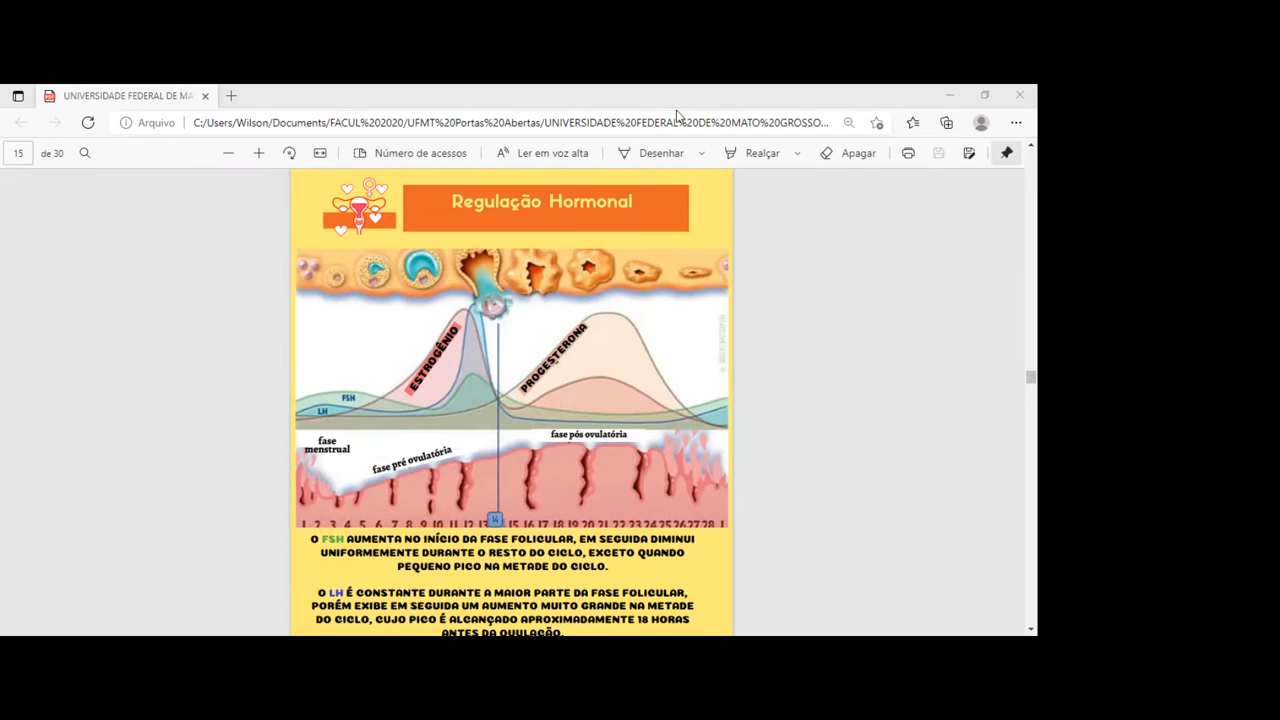 UNIVERSIDADE FEDERAL DE MA
Arquivo
C:/Users/Wilson/Documents/FACUL%202020/UFMT%20Portas%20Abertas/UNIVERSIDADE%20FEDERAL%20DE%20MATO%20GROSSO...
15 de 30
Número de acessos
Ler em voz alta
Desenhar
Realçar
Apagar
Regulação Hormonal
ESTROGÊNIO
PROGESTERONA
FSH
LH
fase
menstrual
fase pré ovulatória
fase pós ovulatória
1 2 3 4 5 6 7 8 9 10 11 12 13 14 15 16 17 18 19 20 21 22 23 24 25 26 27 28 1
O FSH AUMENTA NO INÍCIO DA FASE FOLICULAR, EM SEGUIDA DIMINUI
UNIFORMEMENTE DURANTE O RESTO DO CICLO, EXCETO QUANDO
PEQUENO PICO NA METADE DO CICLO.
O LH É CONSTANTE DURANTE A MAIOR PARTE DA FASE FOLICULAR,
PORÉM EXIBE EM SEGUIDA UM AUMENTO MUITO GRANDE NA METADE
DO CICLO, CUJO PICO É ALCANÇADO APROXIMADAMENTE 18 HORAS
ANTES DA OVULAÇÃO.